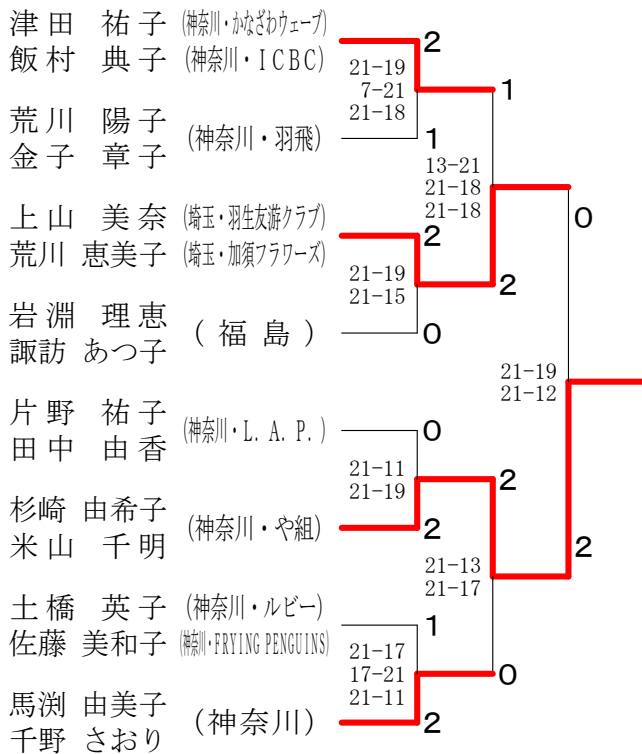 津田 祐子 (神奈川・かなざわウェーブ)
飯村 典子 (神奈川・ICBC)
荒川 陽子
金子 章子
(神奈川・羽飛)
上山 美奈 (埼玉・羽生友游クラブ)
荒川 恵美子 (埼玉・加須フラワーズ)
岩淵 理恵
諏訪 あつ子
(福島)
片野 祐子
田中 由香
(神奈川・L.A.P.)
杉崎 由希子
米山 千明
(神奈川・や組)
土橋 英子 (神奈川・ルビー)
佐藤 美和子 (神奈川・FRYING PENGUINS)
馬渕 由美子
千野 さおり
(神奈川)
2
21-19
7-21
21-18
1
2
21-19
21-15
0
0
21-11
21-19
2
1
21-17
17-21
21-11
2
1
13-21
21-18
21-18
2
2
21-13
21-17
0
0
21-19
21-12
2